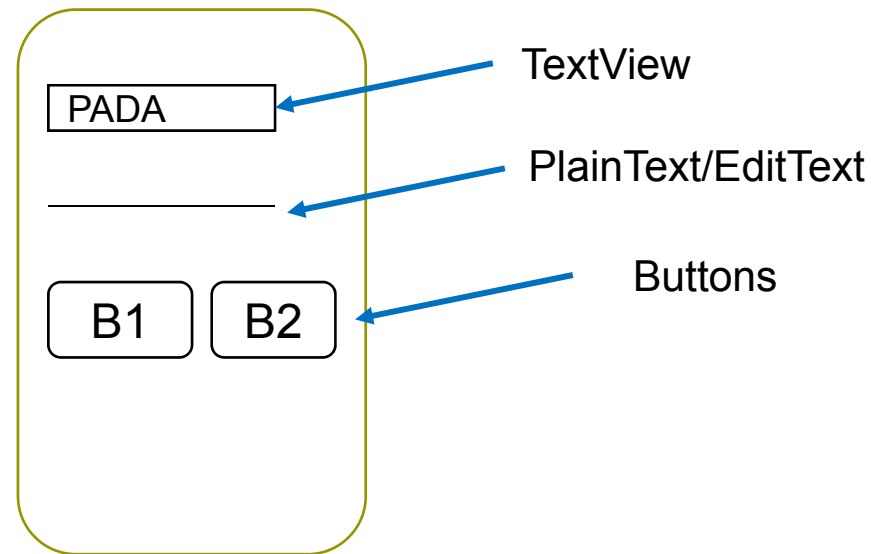 TextView
PADA
PlainText/EditText
Buttons
B1 B2